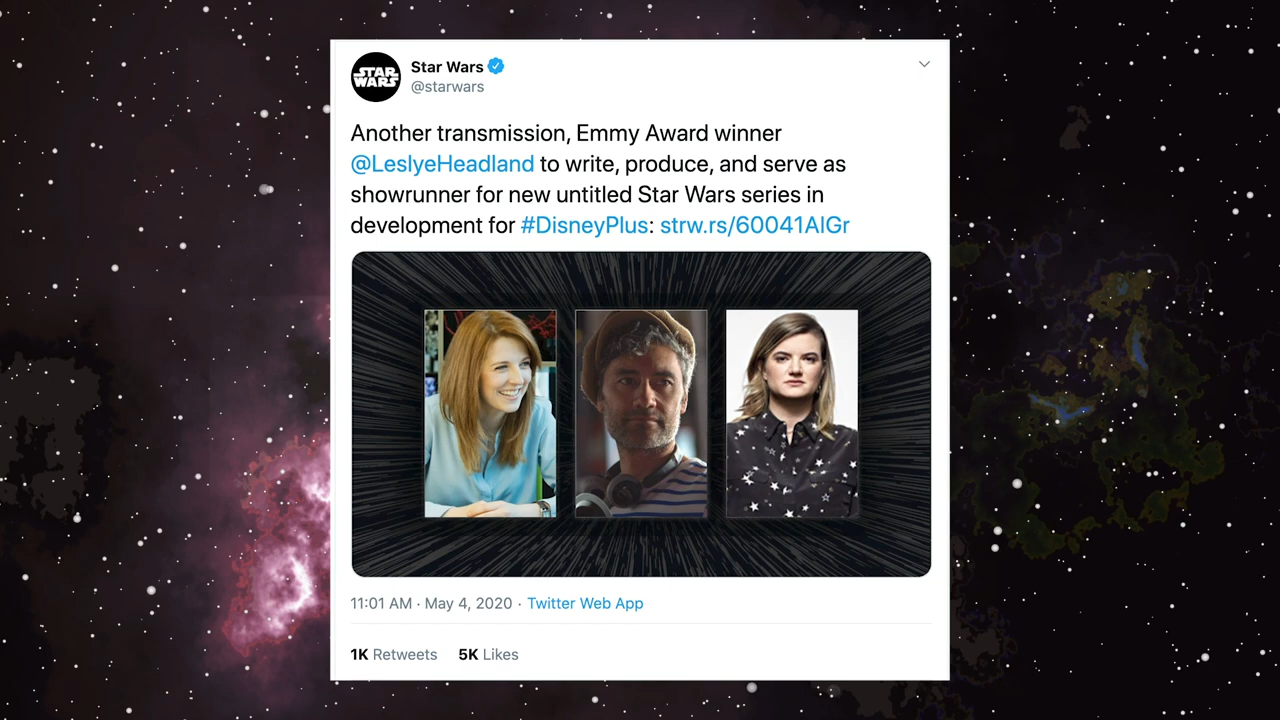 STAR
WARS
Star Wars
@starwars
Another transmission, Emmy Award winner
@LeslyeHeadland to write, produce, and serve as
showrunner for new untitled Star Wars series in
development for #DisneyPlus: strw.rs/60041AlGr
11:01 AM · May 4, 2020 · Twitter Web App
1K Retweets 5K Likes